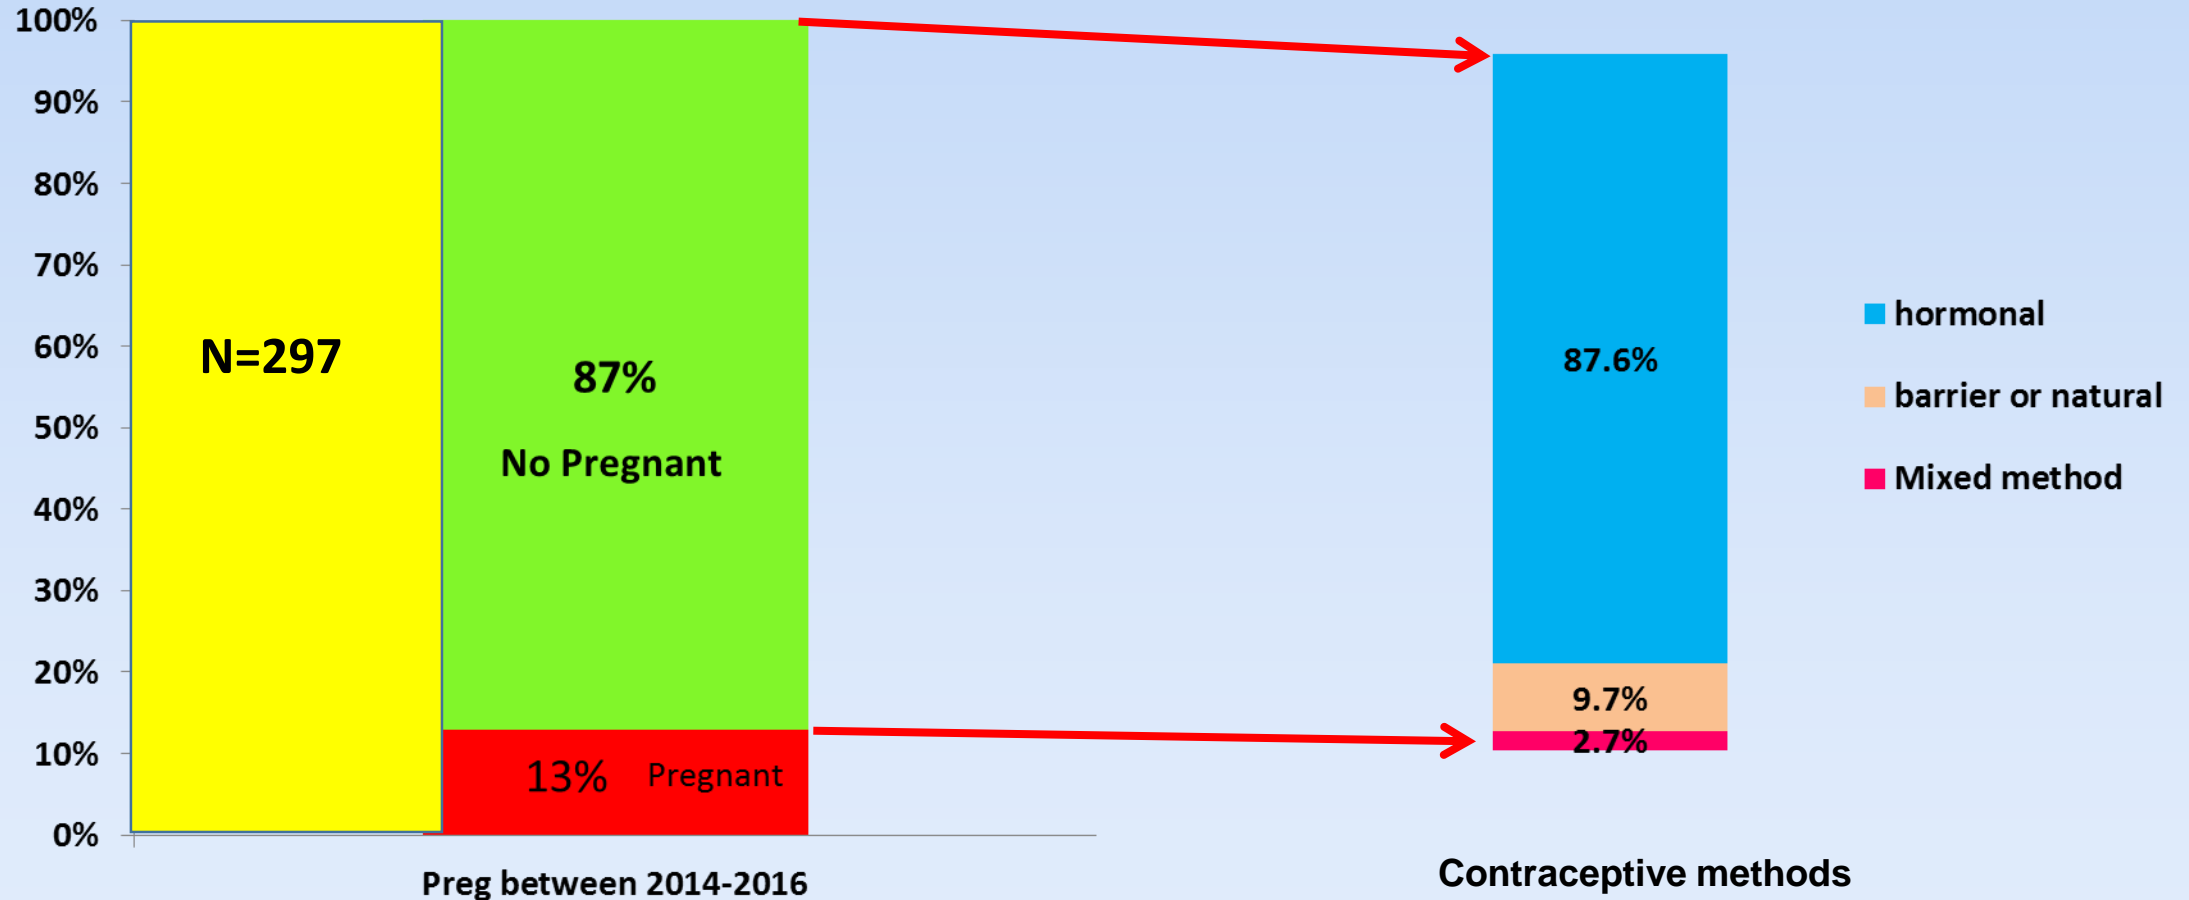 100%
90%
80%
70%
60%
50%
40%
30%
20%
10%
0%
N=297
87%
No Pregnant
13% Pregnant
Preg between 2014-2016
87.6%
9.7%
2.7%
Contraceptive methods
hormonal
barrier or natural
Mixed method